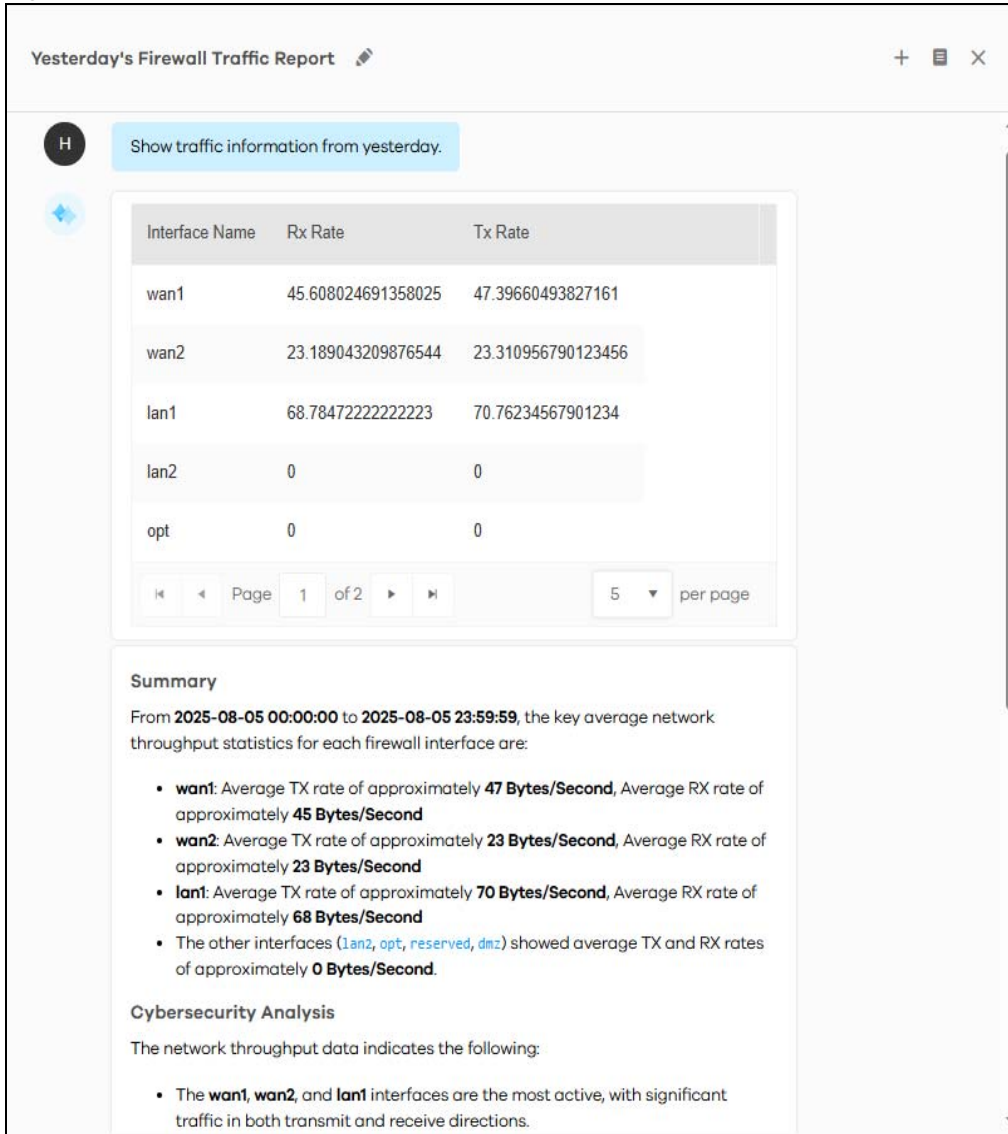 Yesterday's Firewall Traffic Report
H
Show traffic information from yesterday.
Interface Name Rx Rate Tx Rate
wan1 45.608024691358025 47.39660493827161
wan2 23.189043209876544 23.310956790123456
lan1 68.78472222222223 70.76234567901234
lan2 0 0
opt 0 0
Page 1 of 2 5 per page
Summary
From 2025-08-05 00:00:00 to 2025-08-05 23:59:59, the key average network
throughput statistics for each firewall interface are:
• wan1: Average TX rate of approximately 47 Bytes/Second, Average RX rate of
approximately 45 Bytes/Second
• wan2: Average TX rate of approximately 23 Bytes/Second, Average RX rate of
approximately 23 Bytes/Second
• lan1: Average TX rate of approximately 70 Bytes/Second, Average RX rate of
approximately 68 Bytes/Second
• The other interfaces (lan2, opt, reserved, dmz) showed average TX and RX rates
of approximately 0 Bytes/Second.
Cybersecurity Analysis
The network throughput data indicates the following:
• The wan1, wan2, and lan1 interfaces are the most active, with significant
traffic in both transmit and receive directions.